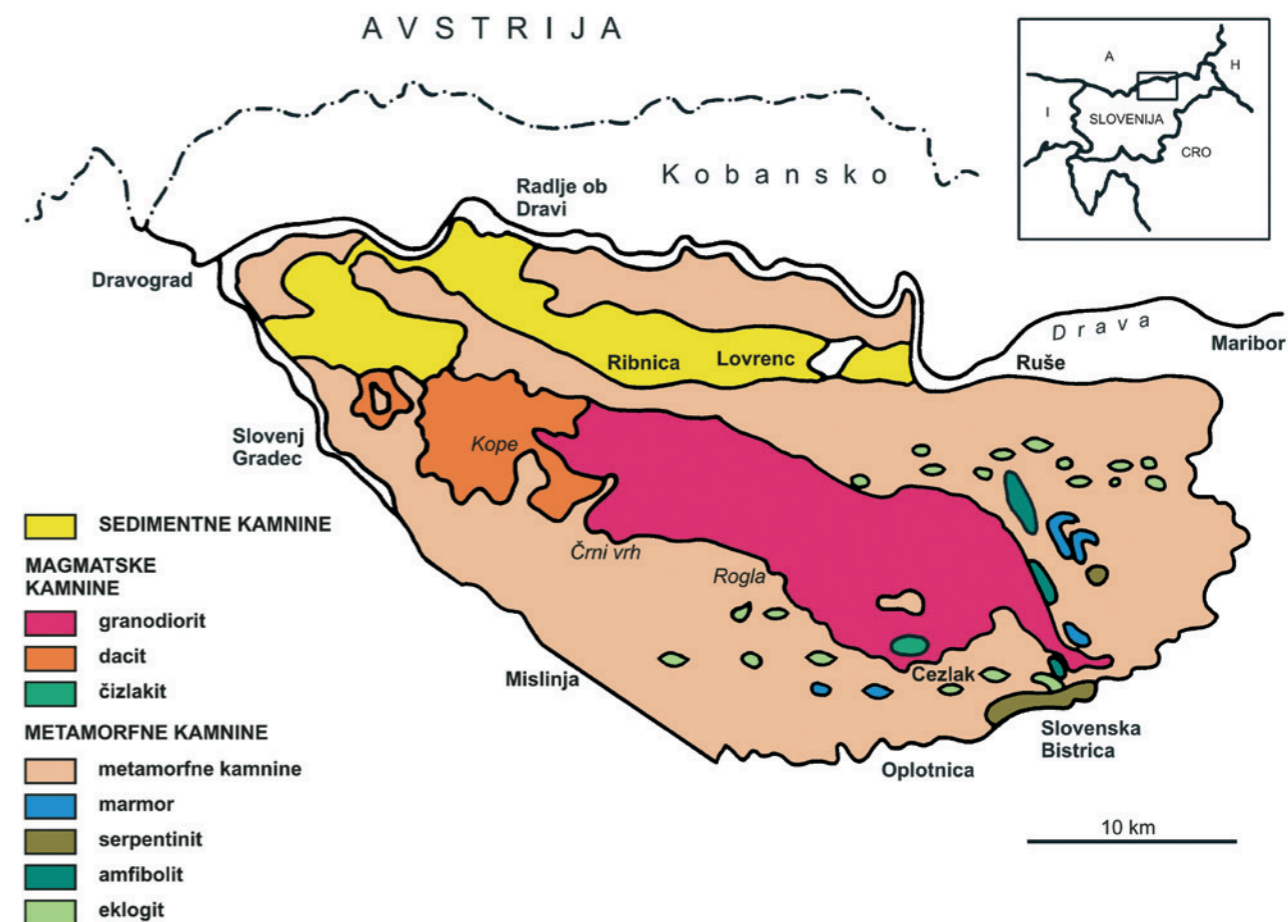 AVSTRIJA
A
H
I
SLOVENIJA
CRO
Kobansko
Radlje ob
Dravi
Dravograd
Drava
Maribor
Ribnica
Lovrenc
Ruše
Slovenj
Gradec
Kope
Črni vrh
Rogla
Mislinja
Cezlak
Slovenska
Bistrica
Oplotnica
10 km
SEDIMENTNE KAMNINE
MAGMATSKE
KAMNINE
granodiorit
dacit
čizlakit
METAMORFNE KAMNINE
metamorfne kamnine
marmor
serpentinit
amfibolit
eklogit